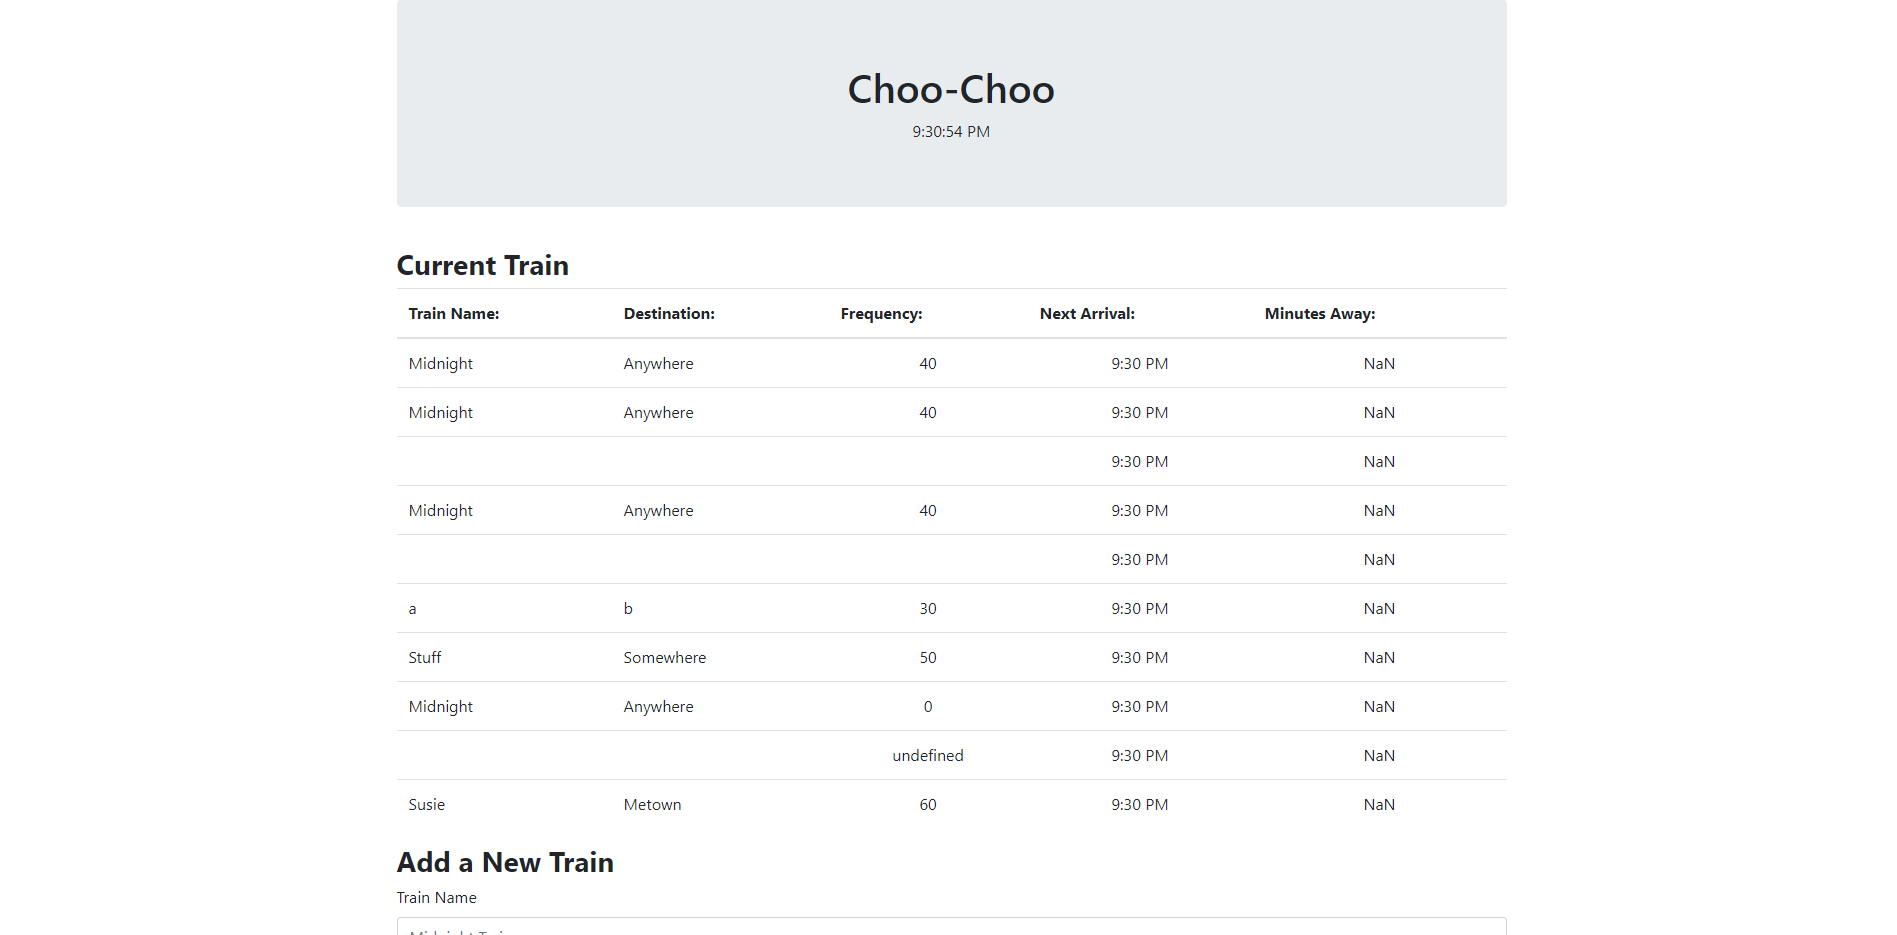 Choo-Choo
9:30:54 PM
Current Train
Train Name: Destination: Frequency: Next Arrival: Minutes Away:
Midnight Anywhere 40 9:30 PM NaN
Midnight Anywhere 40 9:30 PM NaN
9:30 PM NaN
Midnight Anywhere 40 9:30 PM NaN
9:30 PM NaN
a b 30 9:30 PM NaN
Stuff Somewhere 50 9:30 PM NaN
Midnight Anywhere 0 9:30 PM NaN
undefined 9:30 PM NaN
Susie Metown 60 9:30 PM NaN
Add a New Train
Train Name